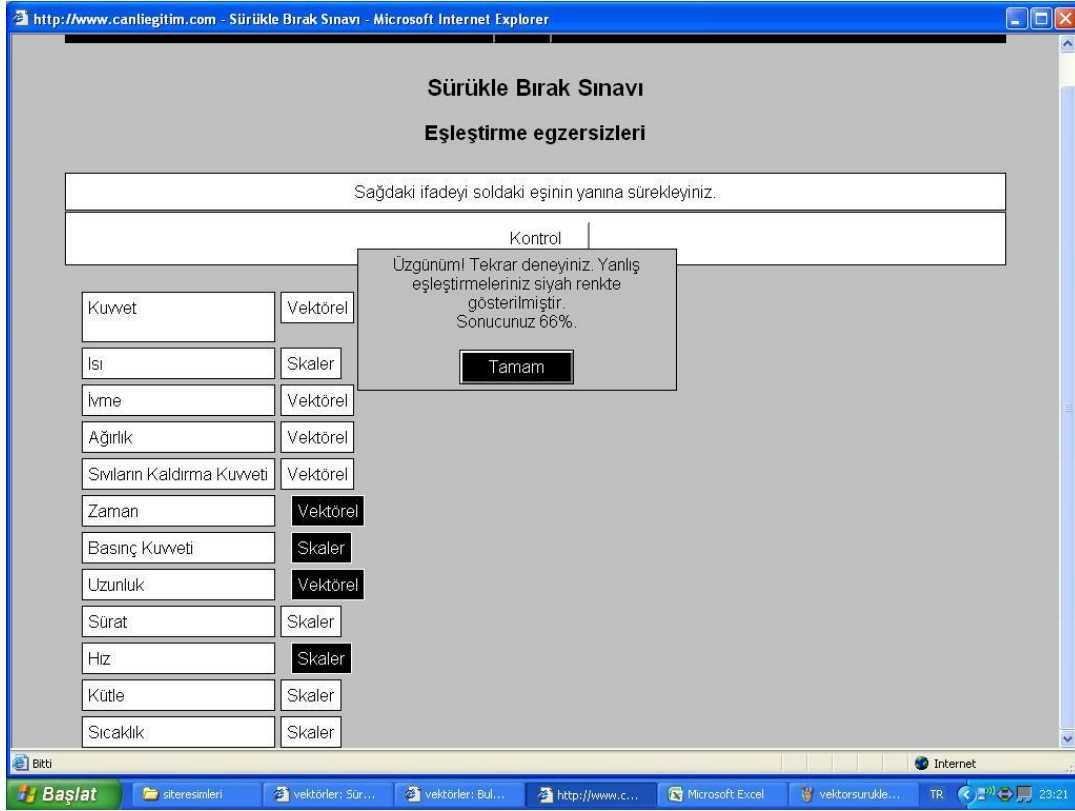 http://www.canliegitim.com - Sürükle Bırak Sınavı - Microsoft Internet Explorer
Sürükle Bırak Sınavı
Eşleştirme egzersizleri
Sağdaki ifadeyi soldaki eşinin yanına sürekleyiniz.
Kontrol
Üzgünüm! Tekrar deneyiniz. Yanlış
eşleştirmeleriniz siyah renkte
gösterilmiştir.
Sonucunuz 66%.
Tamam
Kuvvet Vektörel
Isı Skaler
İvme Vektörel
Ağırlık Vektörel
Sıvıların Kaldırma Kuvveti Vektörel
Zaman Vektörel
Basınç Kuvveti Skaler
Uzunluk Vektörel
Sürat Skaler
Hız Skaler
Kütle Skaler
Sıcaklık Skaler
Bitti Internet
Başlat siteresimleri vektörler: Sür... vektörler: Bul... http://www.c... Microsoft Excel vektorsurukle... TR 23:21